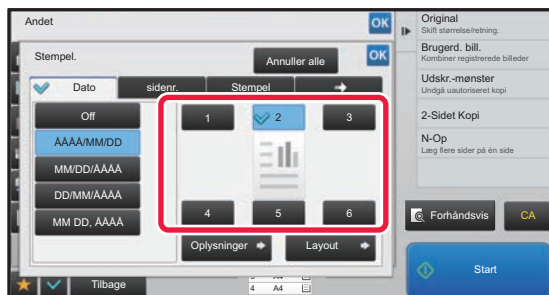 Andet
OK
Stempel.
Annuller alle
OK
Dato
sidenr.
Stempel
Off
ÅÅÅÅ/MM/DD
MM/DD/ÅÅÅÅ
DD/MM/ÅÅÅÅ
MM DD, ÅÅÅÅ
1
2
3
4
5
6
Oplysninger
Layout
Tilbage
4 A4
Original
Skift størrelse/retning.
Brugerd. bill.
Kombiner registrerede billeder
Udskr.-mønster
Undgå uautoriseret kopi
2-Sidet Kopi
N-Op
Læg flere sider på én side
Forhåndsvis
CA
Start